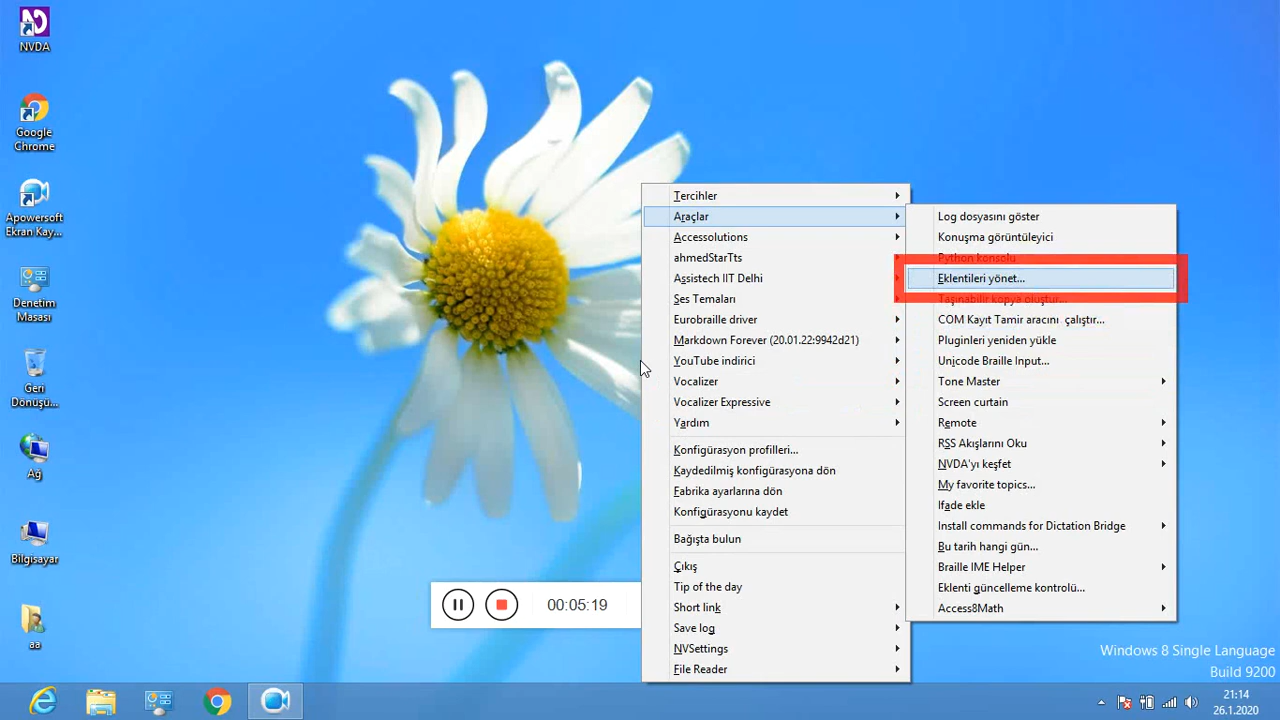 NVDA
Google
Chrome
Apowersoft
Ekran Kay...
Denetim
Masası
Geri
Dönüşü...
Ağ
Bilgisayar
aa
00:05:19
Tercihler
Araçlar
Accessolutions
ahmedStarTts
Assistech IIT Delhi
Ses Temaları
Eurobraille driver
Markdown Forever (20.01.22:9942d21)
YouTube indirici
Vocalizer
Vocalizer Expressive
Yardım
Konfigürasyon profilleri...
Kaydedilmiş konfigürasyona dön
Fabrika ayarlarına dön
Konfigürasyonu kaydet
Bağışta bulun
Çıkış
Tip of the day
Short link
Save log
NVSettings
File Reader
Log dosyasını göster
Konuşma görüntüleyici
Python konsolu
Eklentileri yönet...
Taşınabilir kopya oluştur...
COM Kayıt Tamir aracını çalıştır...
Pluginleri yeniden yükle
Unicode Braille Input...
Tone Master
Screen curtain
Remote
RSS Akışlarını Oku
NVDA'yı keşfet
My favorite topics...
Ifade ekle
Install commands for Dictation Bridge
Bu tarih hangi gün...
Braille IME Helper
Eklenti güncelleme kontrolü...
Access8Math
Windows 8 Single Language
Build 9200
21:14
26.1.2020